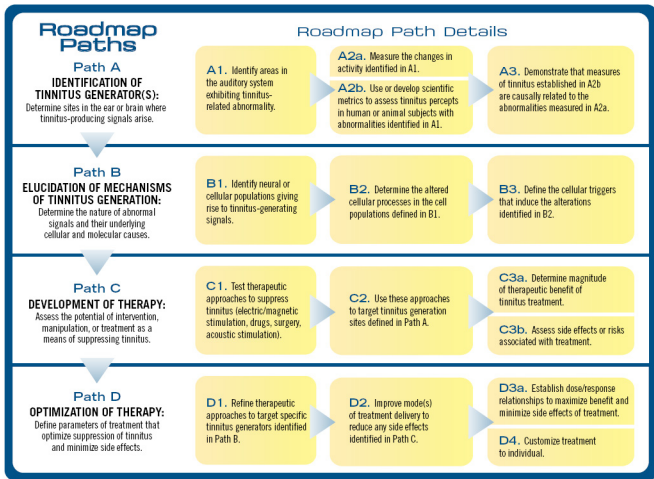 Roadmap
Paths
Roadmap Path Details
Path A
IDENTIFICATION OF
TINNITUS GENERATOR(S):
Determine sites in the ear or brain where
tinnitus-producing signals arise.
A1. Identify areas in
the auditory system
exhibiting tinnitus-
related abnormality.
A2a. Measure the changes in
activity identified in A1.
A2b. Use or develop scientific
metrics to assess tinnitus percepts
in human or animal subjects with
abnormalities identified in A1.
A3. Demonstrate that measures
of tinnitus established in A2b
are causally related to the
abnormalities measured in A2a.
Path B
ELUCIDATION OF MECHANISMS
OF TINNITUS GENERATION:
Determine the nature of abnormal
signals and their underlying
cellular and molecular causes.
B1. Identify neural or
cellular populations giving
rise to tinnitus-generating
signals.
B2. Determine the altered
cellular processes in the cell
populations defined in B1.
B3. Define the cellular triggers
that induce the alterations
identified in B2.
Path C
DEVELOPMENT OF THERAPY:
Assess the potential of intervention,
manipulation, or treatment as a
means of suppressing tinnitus.
C1. Test therapeutic
approaches to suppress
tinnitus (electric/magnetic
stimulation, drugs, surgery,
acoustic stimulation).
C2. Use these approaches
to target tinnitus generation
sites defined in Path A.
C3a. Determine magnitude
of therapeutic benefit of
tinnitus treatment.
C3b. Assess side effects or risks
associated with treatment.
Path D
OPTIMIZATION OF THERAPY:
Define parameters of treatment that
optimize suppression of tinnitus
and minimize side effects.
D1. Refine therapeutic
approaches to target specific
tinnitus generators identified
in Path B.
D2. Improve mode(s)
of treatment delivery to
reduce any side effects
identified in Path C.
D3a. Establish dose/response
relationships to maximize benefit and
minimize side effects of treatment.
D4. Customize treatment
to individual.